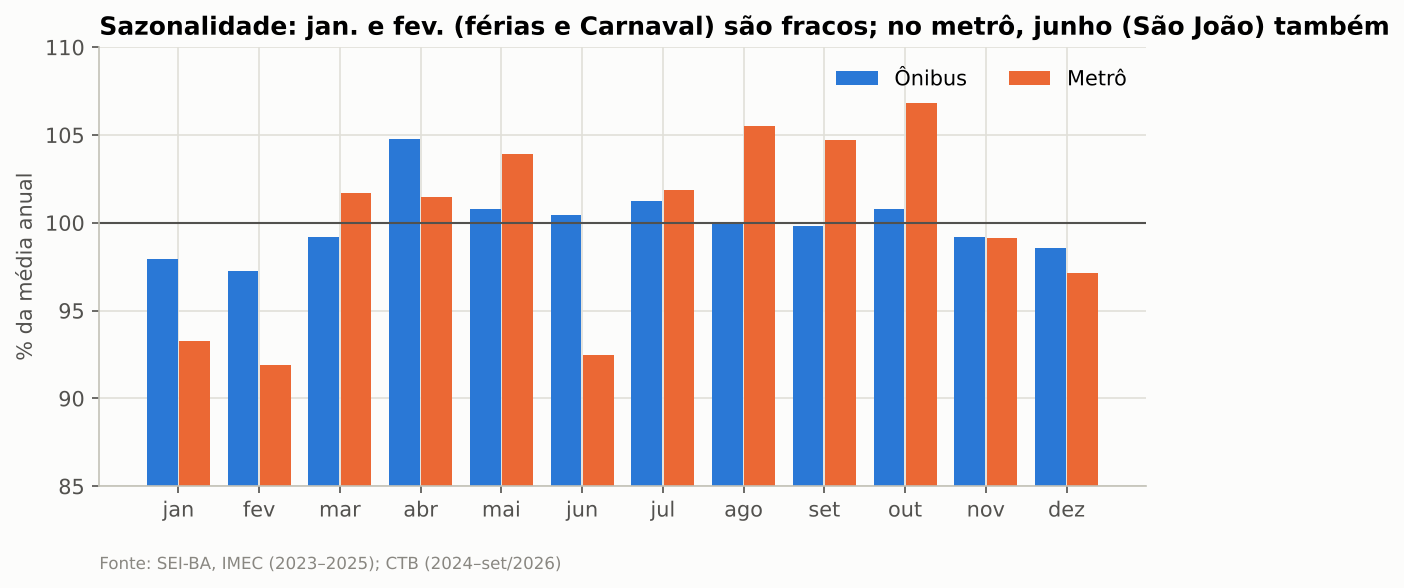 Sazonalidade: jan. e fev. (férias e Carnaval) são fracos; no metrô, junho (São João) também
Ônibus Metrô
% da média anual
110
105
100
95
90
85
jan fev mar abr mai jun jul ago set out nov dez
Fonte: SEI-BA, IMEC (2023–2025); CTB (2024–set/2026)